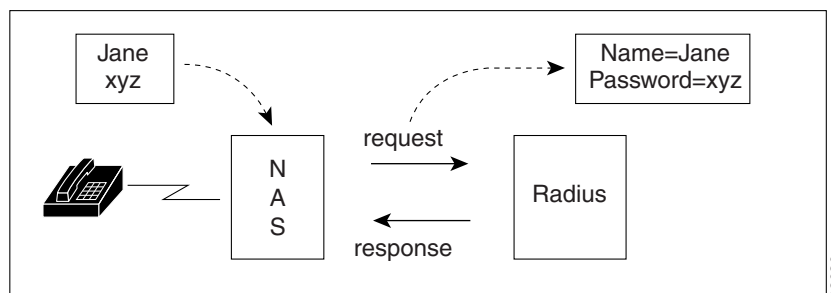 Jane
xyz
Name=Jane
Password=xyz
request
N
A
S
Radius
response